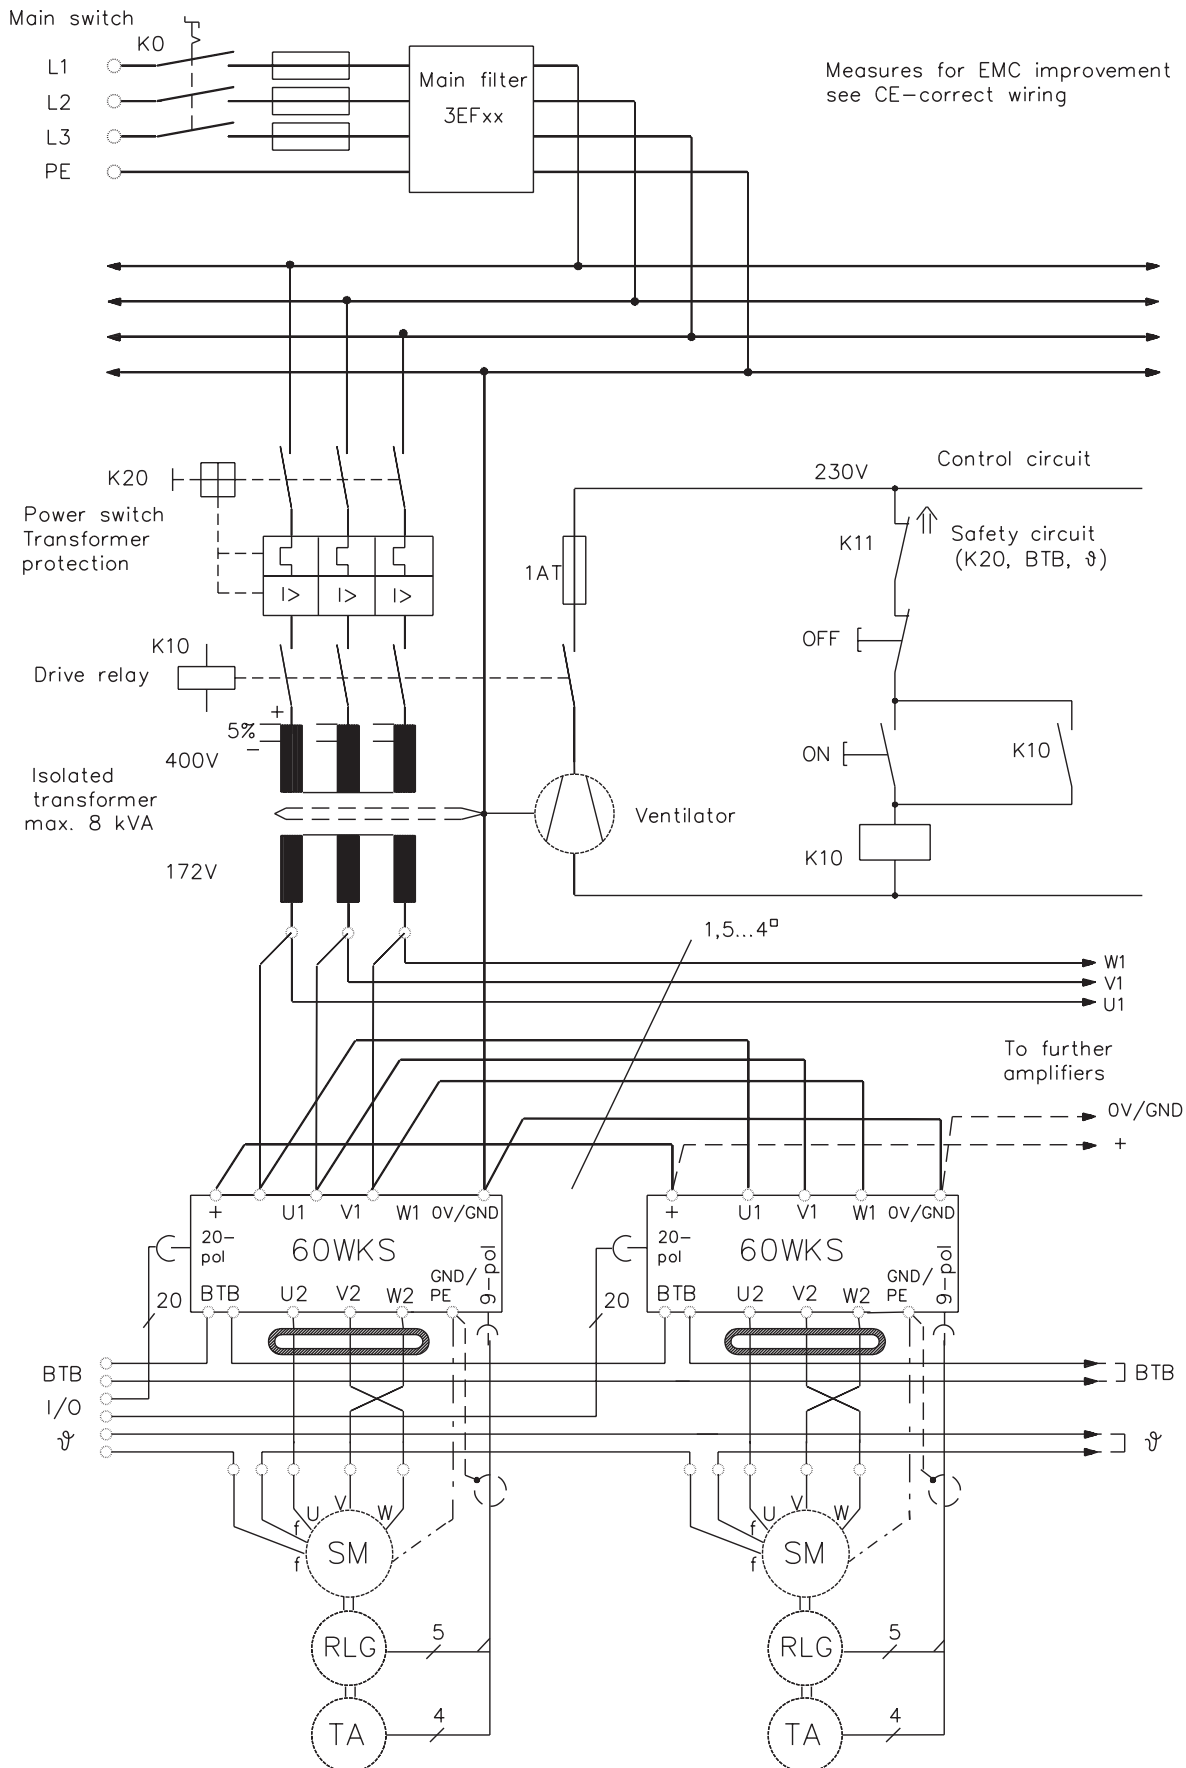 Main switch
K0
L1
L2
L3
PE
Main filter
3EFxx
Measures for EMC improvement
see CE-correct wiring
K20
Power switch
Transformer
protection
I>
I>
I>
K10
Drive relay
+
5%
−
400V
Isolated
transformer
max. 8 kVA
172V
1AT
Ventilator
230V
Control circuit
K11
Safety circuit
(K20, BTB, ϑ)
OFF
ON
K10
K10
1,5...4□
W1
V1
U1
To further
amplifiers
0V/GND
+
+
U1
V1
W1
0V/GND
20-
pol
60WKS
GND/
PE
9-pol
BTB
U2
V2
W2
+
U1
V1
W1
0V/GND
20-
pol
60WKS
GND/
PE
9-pol
BTB
U2
V2
W2
20
20
BTB
I/O
ϑ
BTB
ϑ
U
V
W
f
f
SM
RLG
5
TA
4
U
V
W
f
f
SM
RLG
5
TA
4